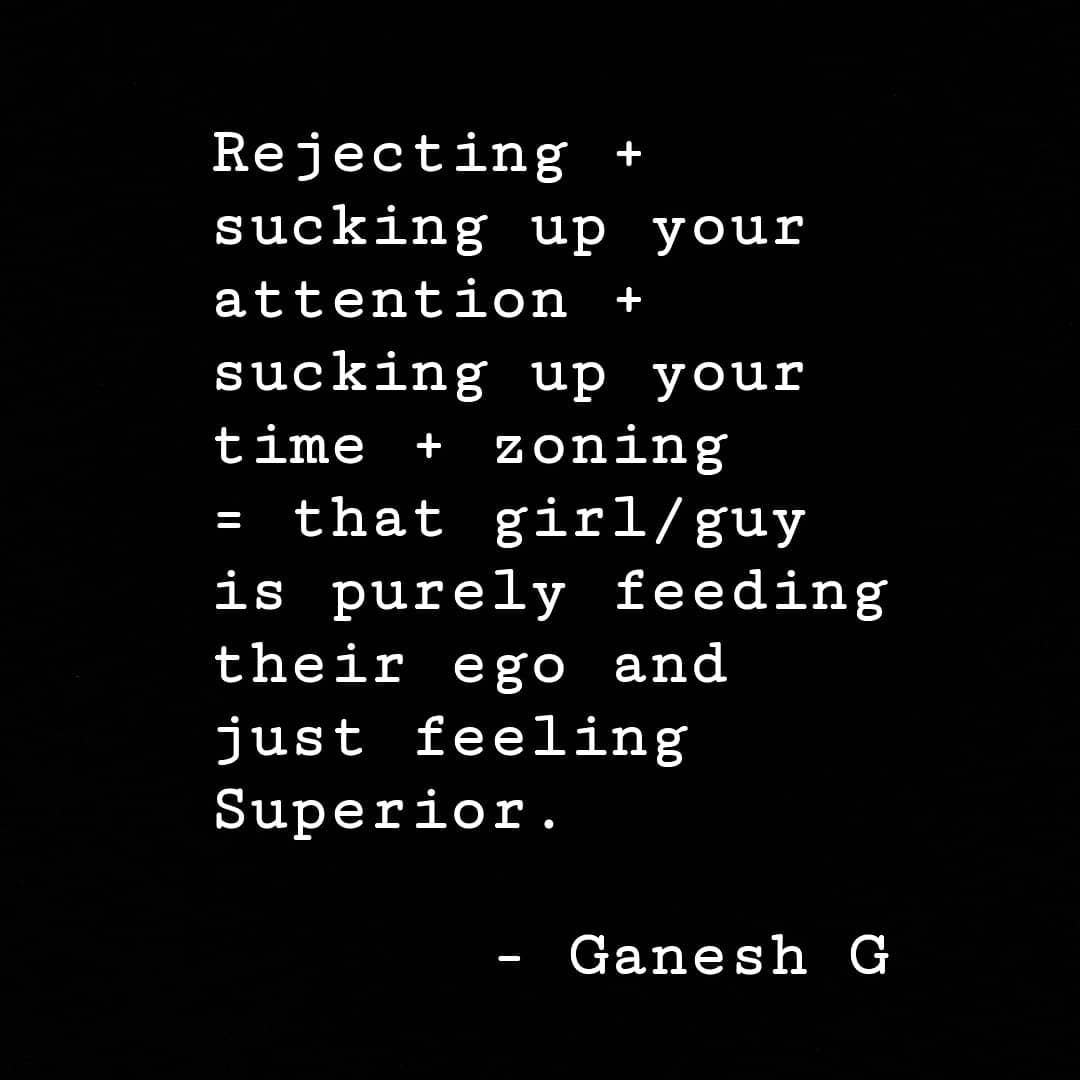 Rejecting +
sucking up your
attention +
sucking up your
time + zoning
= that girl/guy
is purely feeding
their ego and
just feeling
Superior.
- Ganesh G